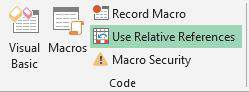 Visual
Basic
Macros
Record Macro
Use Relative References
Macro Security
Code